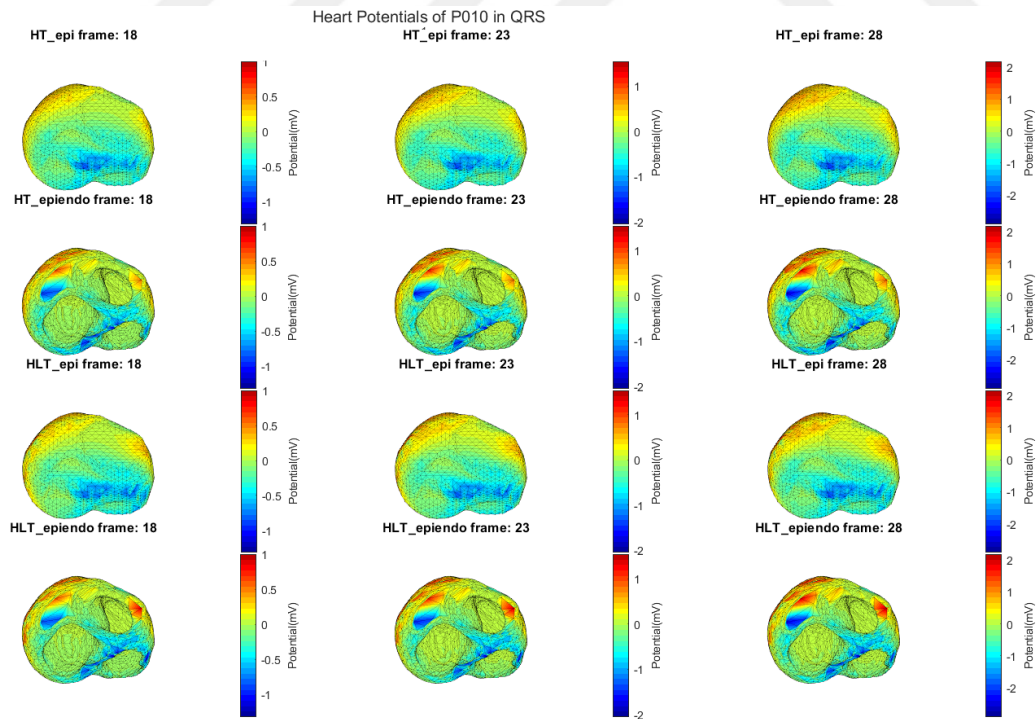 Heart Potentials of P010 in QRS
HT_epi frame: 18
HT_epi frame: 23
HT_epi frame: 28
1
0.5
0
-0.5
-1
Potential(mV)
1
0
-1
-2
Potential(mV)
2
1
0
-1
-2
Potential(mV)
HT_epiendo frame: 18
HT_epiendo frame: 23
HT_epiendo frame: 28
1
0.5
0
-0.5
-1
Potential(mV)
1
0
-1
-2
Potential(mV)
2
1
0
-1
-2
Potential(mV)
HLT_epi frame: 18
HLT_epi frame: 23
HLT_epi frame: 28
1
0.5
0
-0.5
-1
Potential(mV)
1
0
-1
-2
Potential(mV)
2
1
0
-1
-2
Potential(mV)
HLT_epiendo frame: 18
HLT_epiendo frame: 23
HLT_epiendo frame: 28
1
0.5
0
-0.5
-1
Potential(mV)
1
0
-1
-2
Potential(mV)
2
1
0
-1
-2
Potential(mV)